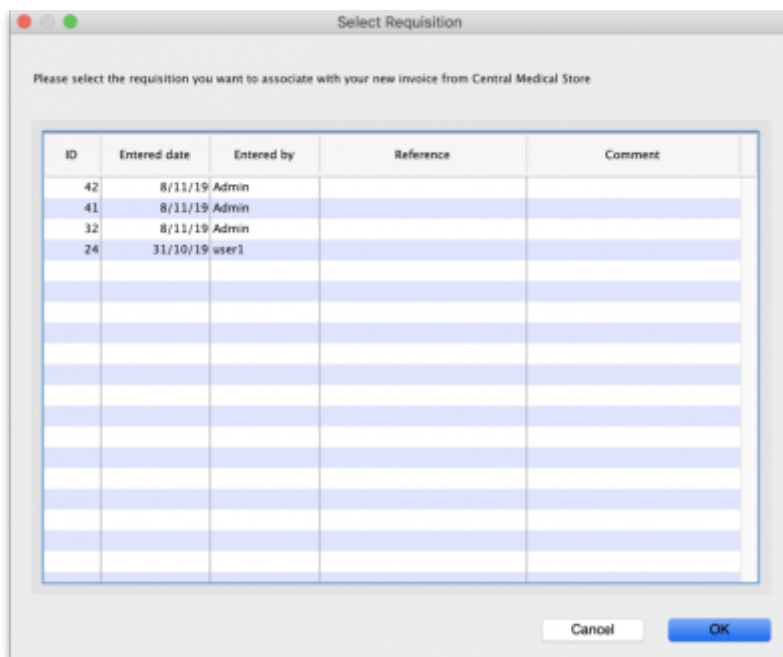 Select Requisition
Please select the requisition you want to associate with your new invoice from Central Medical Store
ID Entered date Entered by Reference Comment
42 8/11/19 Admin
41 8/11/19 Admin
32 8/11/19 Admin
24 31/10/19 user1
Cancel OK